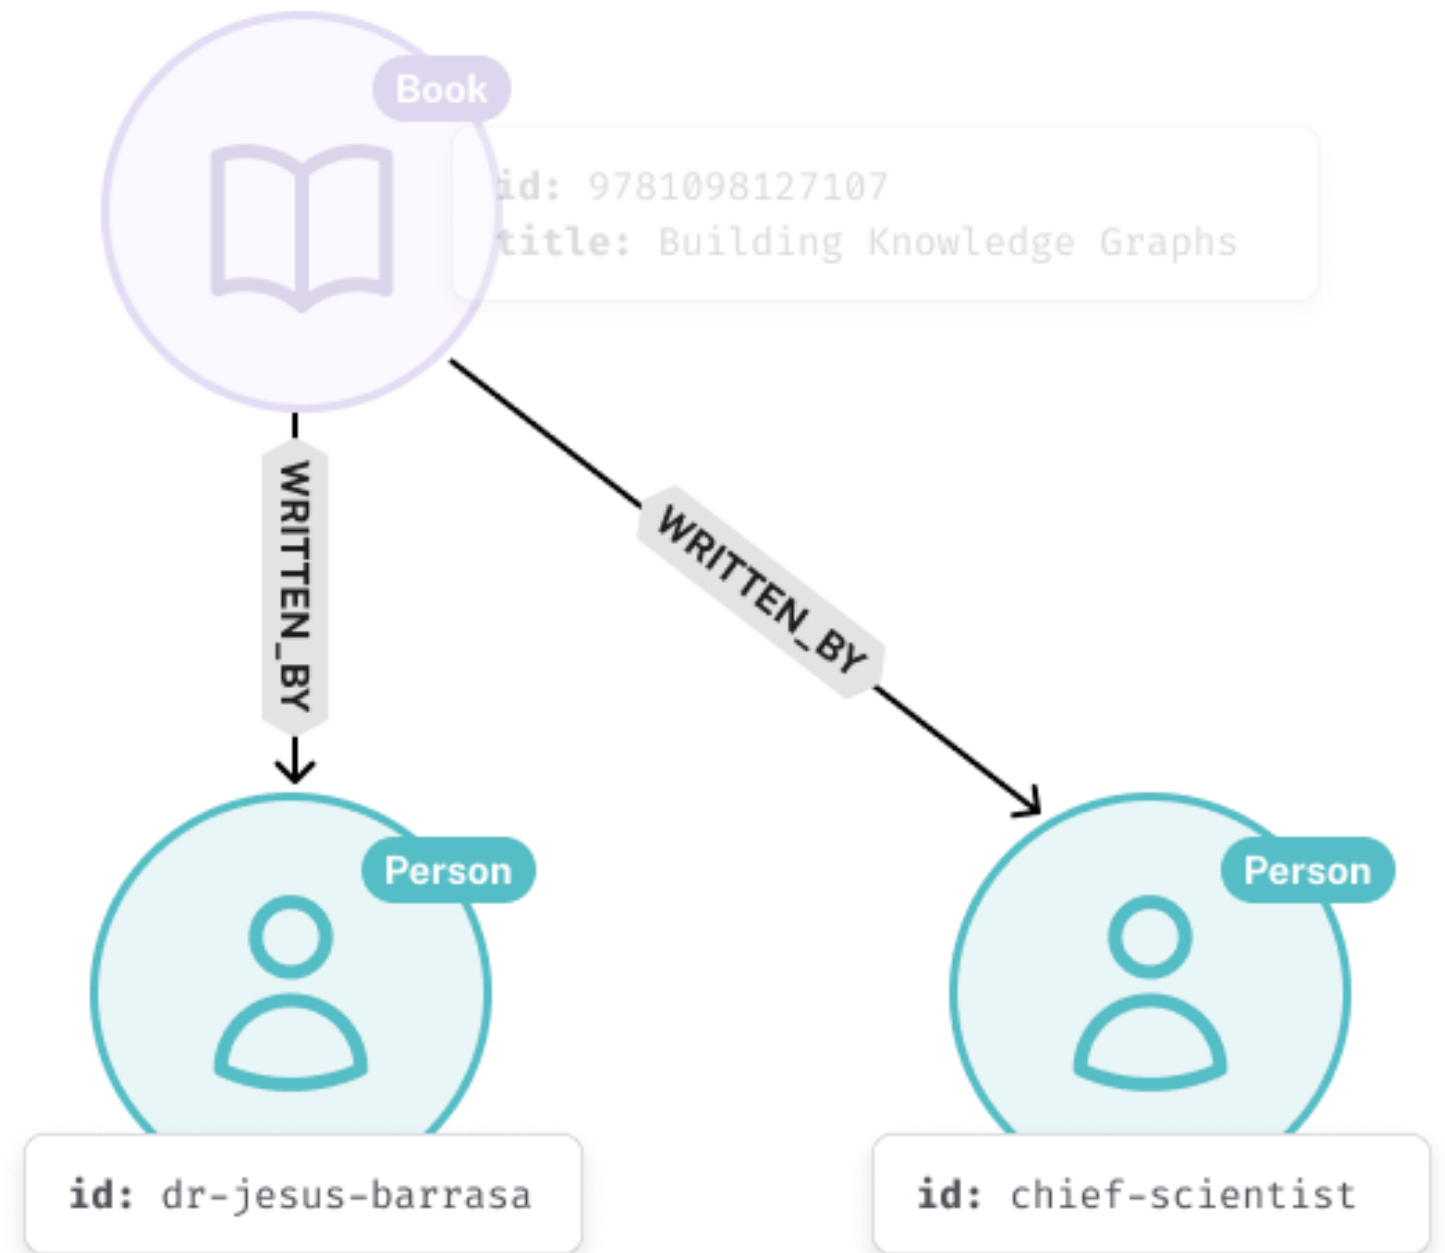 Book
id: 9781098127107
title: Building Knowledge Graphs
WRITTEN_BY
WRITTEN_BY
Person
Person
id: dr-jesus-barrasa
id: chief-scientist